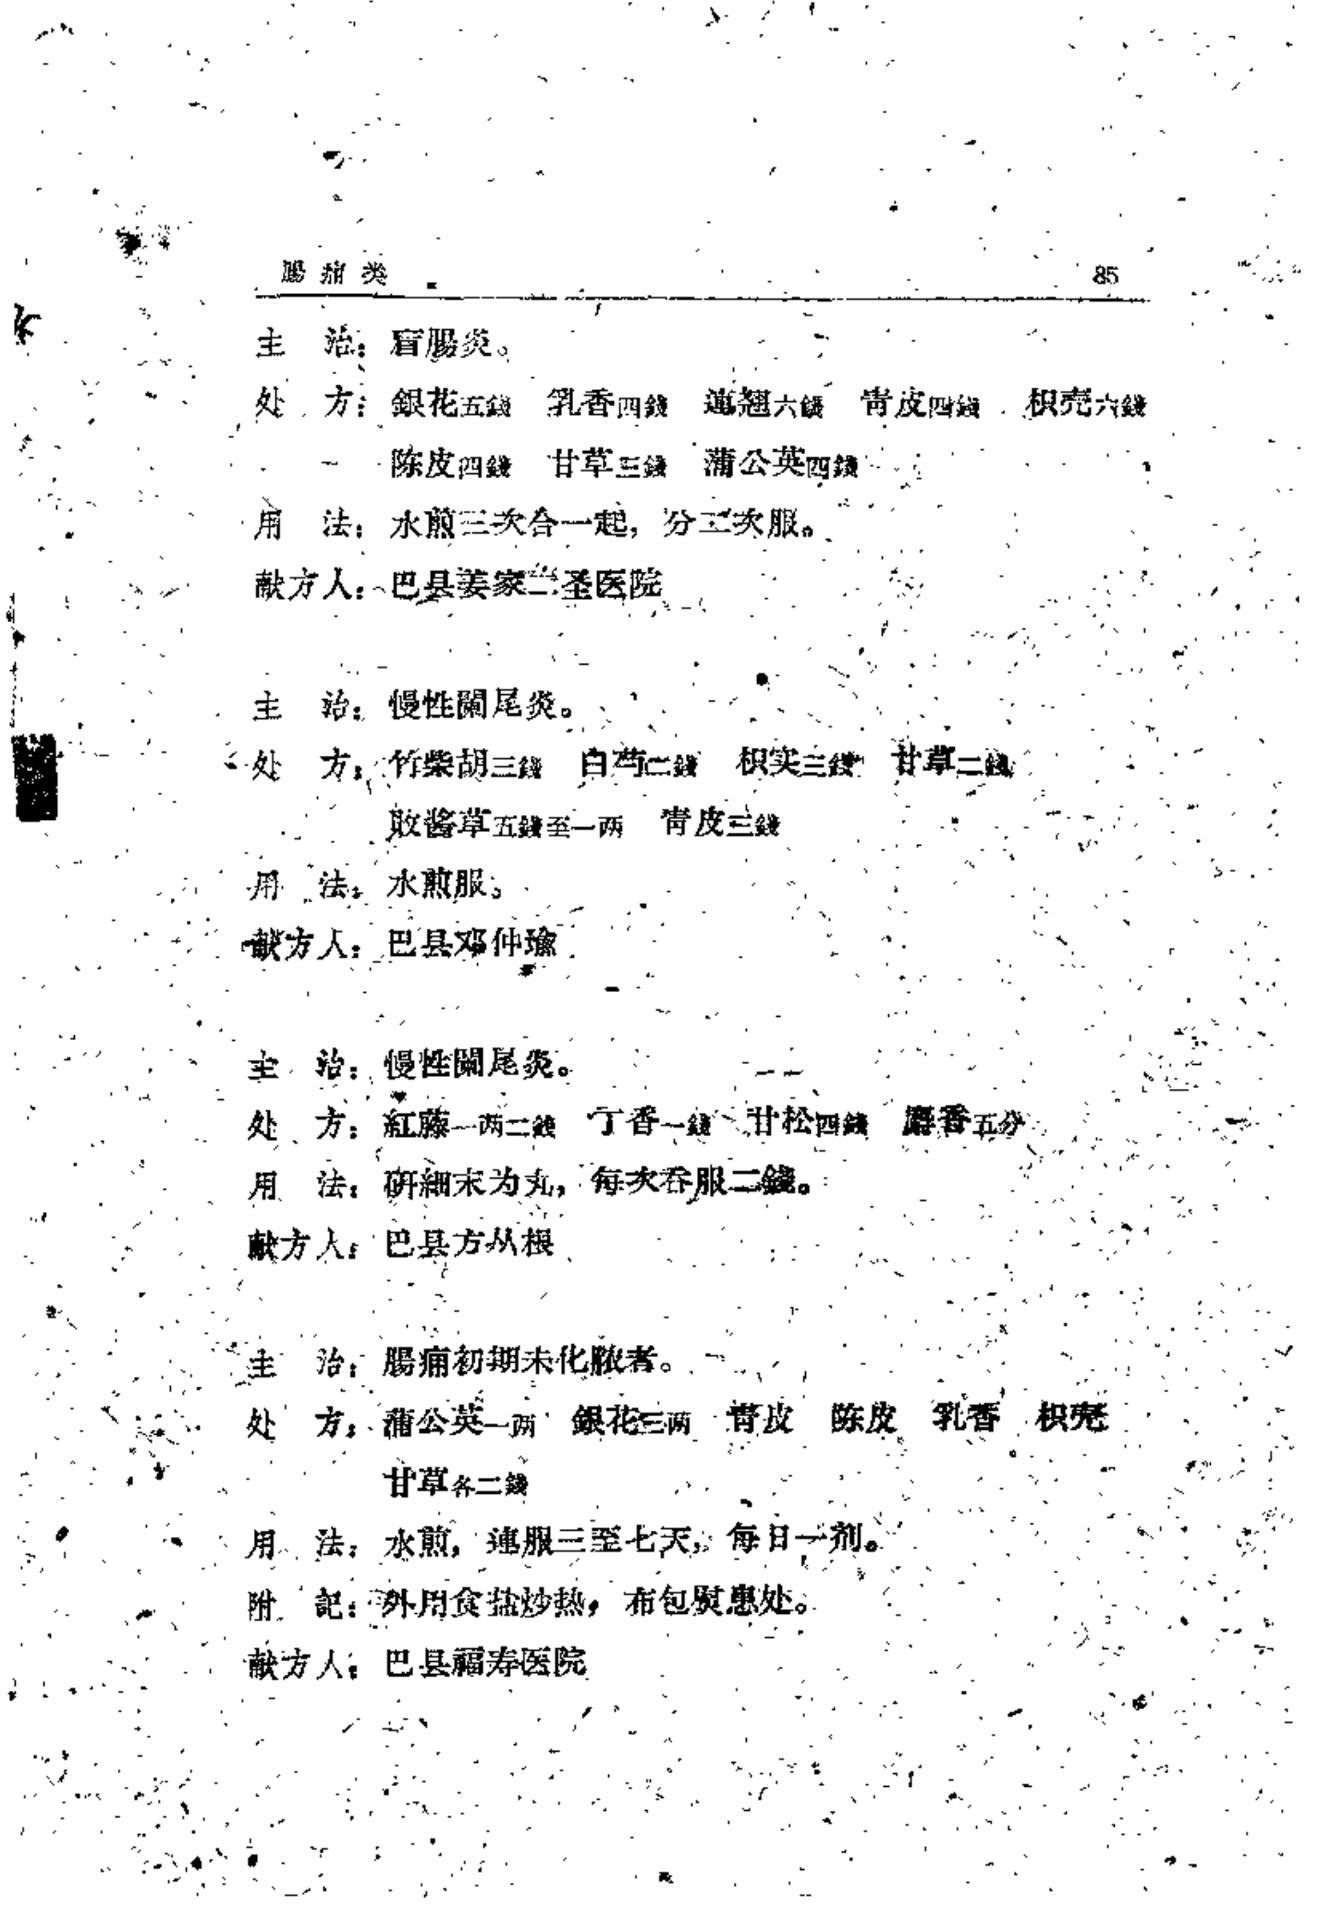 腸痈类 85
主 治：盲腸炎。
处 方：銀花五錢 乳香四錢 蓮翘六錢 青皮四錢 枳壳六錢
陈皮四錢 甘草三錢 蒲公英四錢
用 法：水煎三次合一起，分三次服。
献方人：巴县姜家二圣医院
主 治：慢性闌尾炎。
处 方：竹柴胡三錢 白芍二錢 枳实三錢 甘草二錢
敗酱草五錢至一两 青皮三錢
用 法：水煎服。
献方人：巴县邓仲瑜
主 治：慢性闌尾炎。
处 方：紅藤一两二錢 丁香一錢 甘松四錢 麝香五分
用 法：研細末为丸，每次吞服二錢。
献方人：巴县方丛根
主 治：腸痈初期未化脓者。
处 方：蒲公英一两 銀花三两 青皮 陈皮 乳香 枳壳
甘草各二錢
用 法：水煎，連服三至七天，每日一剂。
附 記：外用食盐炒热，布包熨患处。
献方人：巴县福寿医院